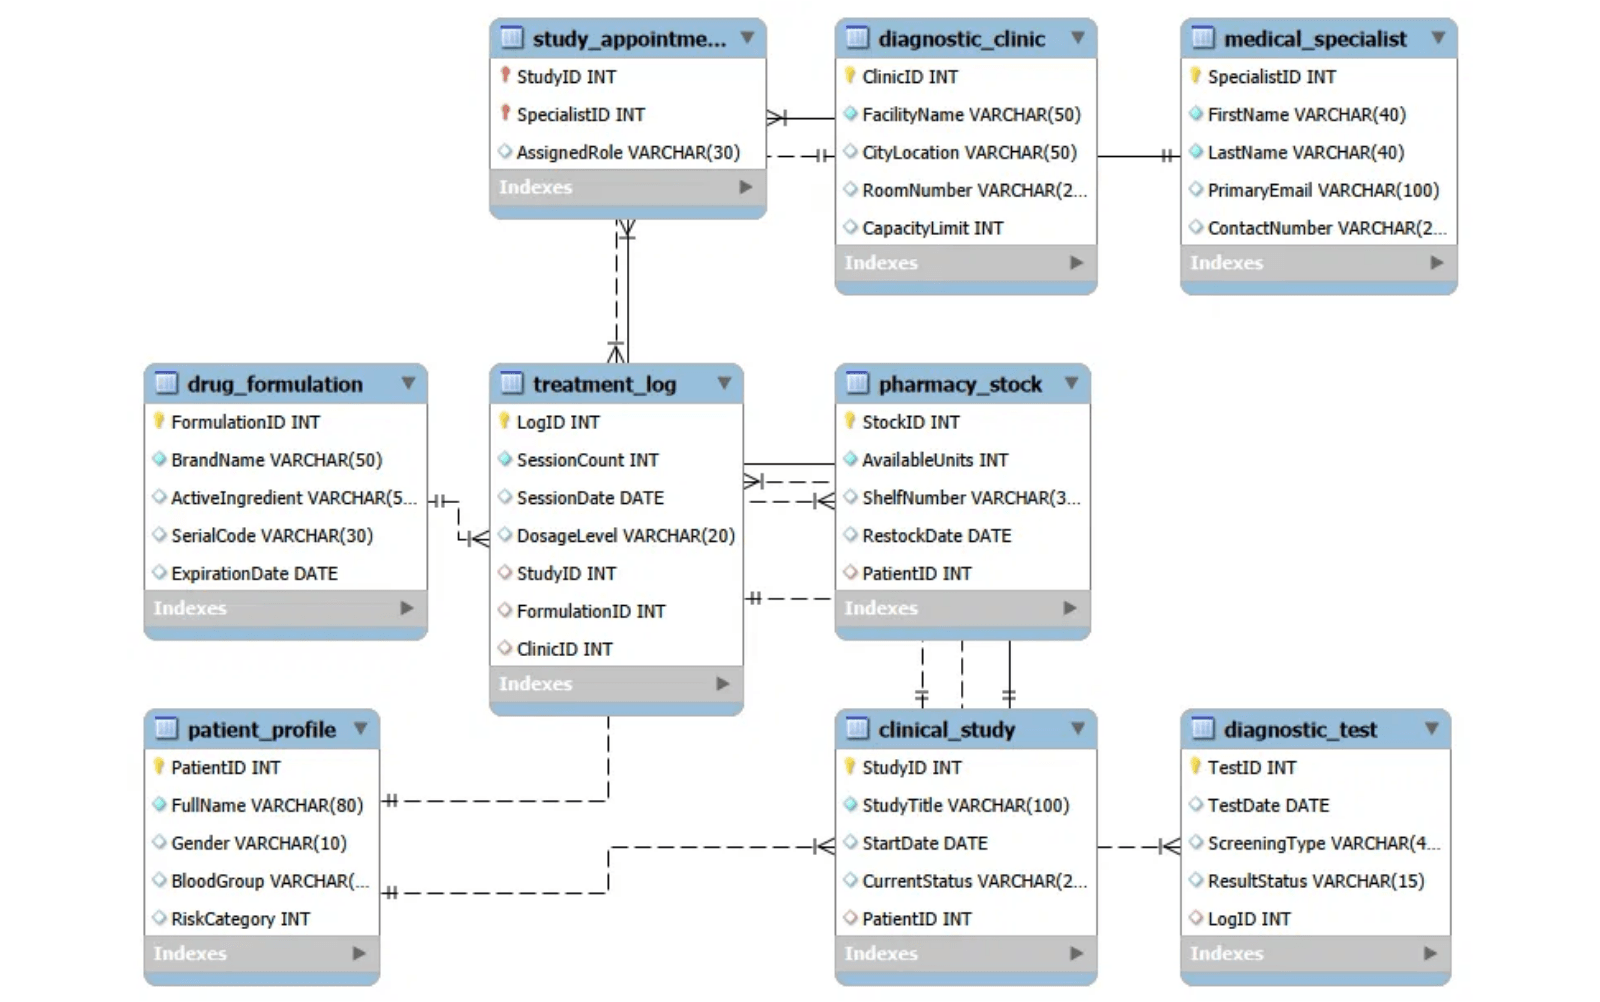 study_appointme...
StudyID INT
SpecialistID INT
AssignedRole VARCHAR(30)
Indexes
diagnostic_clinic
ClinicID INT
FacilityName VARCHAR(50)
CityLocation VARCHAR(50)
RoomNumber VARCHAR(2...
CapacityLimit INT
Indexes
medical_specialist
SpecialistID INT
FirstName VARCHAR(40)
LastName VARCHAR(40)
PrimaryEmail VARCHAR(100)
ContactNumber VARCHAR(2...
Indexes
drug_formulation
FormulationID INT
BrandName VARCHAR(50)
ActiveIngredient VARCHAR(5...
SerialCode VARCHAR(30)
ExpirationDate DATE
Indexes
treatment_log
LogID INT
SessionCount INT
SessionDate DATE
DosageLevel VARCHAR(20)
StudyID INT
FormulationID INT
ClinicID INT
Indexes
pharmacy_stock
StockID INT
AvailableUnits INT
ShelfNumber VARCHAR(3...
RestockDate DATE
PatientID INT
Indexes
patient_profile
PatientID INT
FullName VARCHAR(80)
Gender VARCHAR(10)
BloodGroup VARCHAR(...
RiskCategory INT
Indexes
clinical_study
StudyID INT
StudyTitle VARCHAR(100)
StartDate DATE
CurrentStatus VARCHAR(2...
PatientID INT
Indexes
diagnostic_test
TestID INT
TestDate DATE
ScreeningType VARCHAR(4...
ResultStatus VARCHAR(15)
LogID INT
Indexes